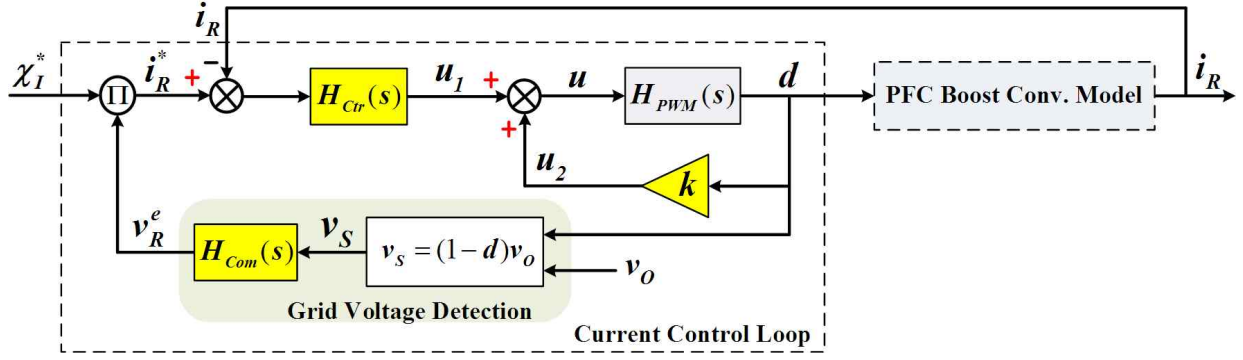 i_R
χ_I^*
i_R^*
+
-
Π
H_Ctr(s)
u_1
+
+
u
H_PWM(s)
d
PFC Boost Conv. Model
i_R
u_2
k
v_R^e
H_Com(s)
v_S
v_S = (1-d)v_O
v_O
Grid Voltage Detection
Current Control Loop